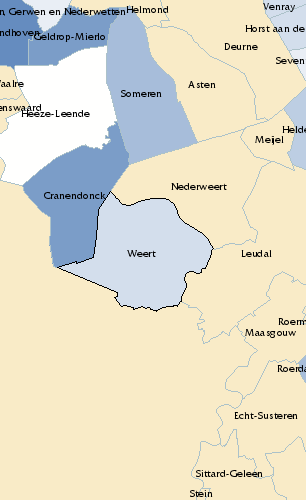 Venray
n, Gerwen en Nederwetten
Helmond
Horst aan de
ndhoven
Geldrop-Mierlo
Deurne
Seven
Waalre
Someren
Asten
enswaard
Heeze-Leende
Helde
Meijel
Nederweert
Cranendonck
Weert
Leudal
Roerm
Maasgouw
Roerda
Echt-Susteren
Sittard-Geleen
Stein